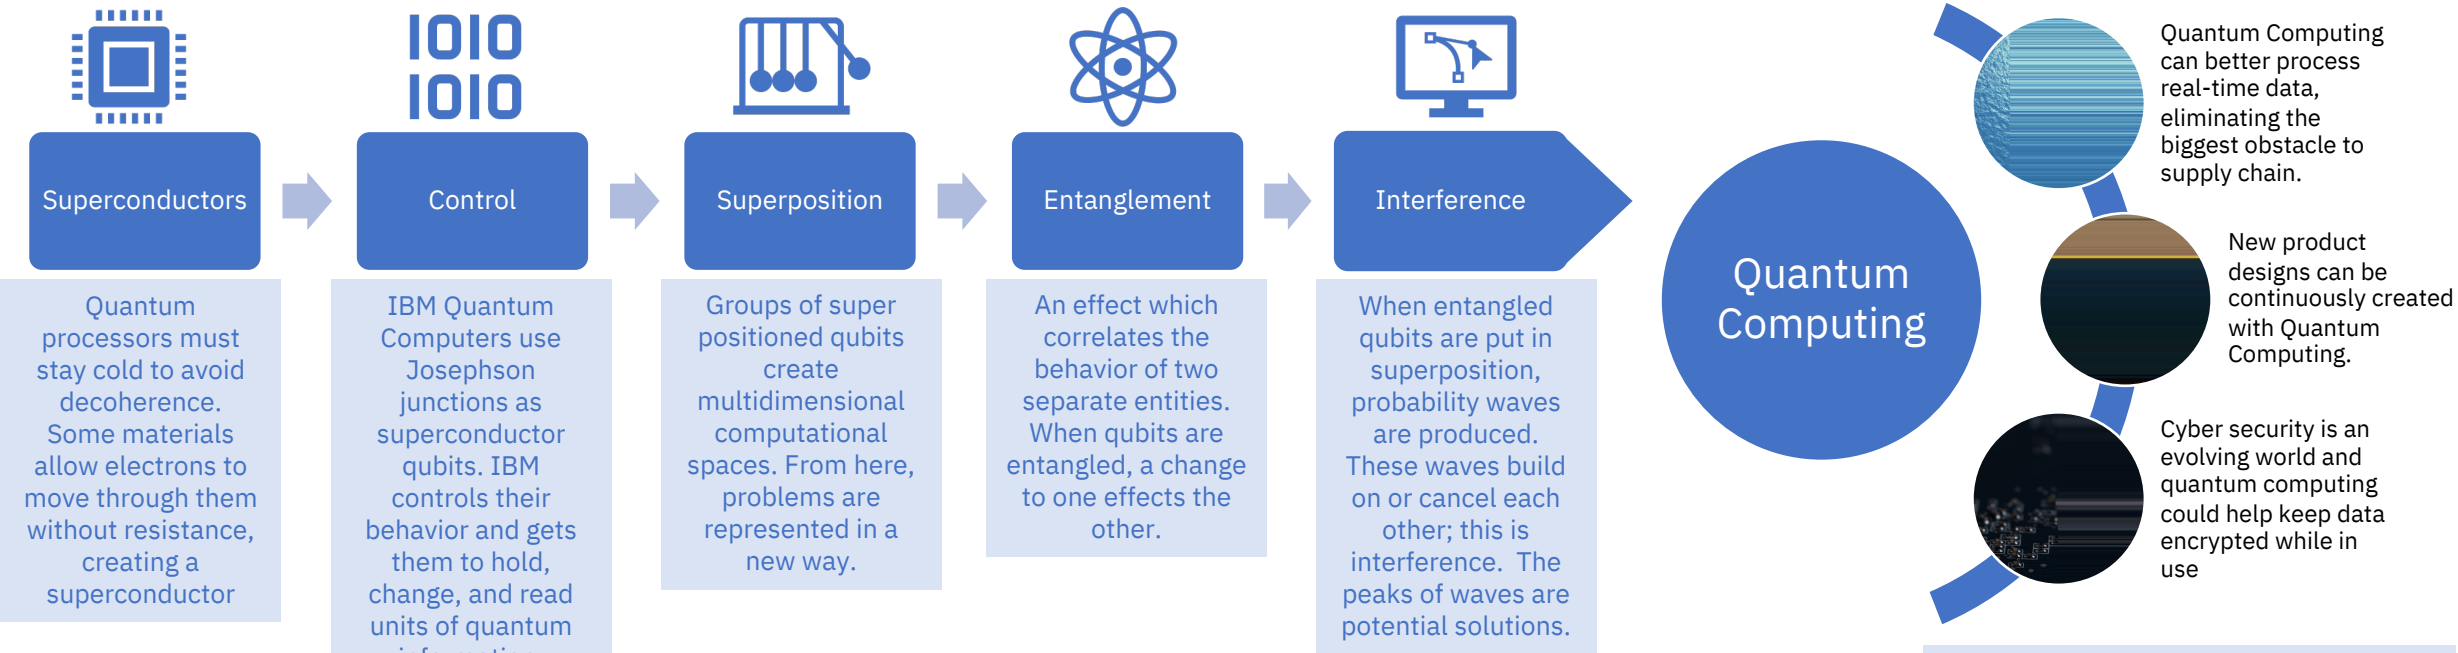 IOIO
IOIO
Superconductors
Quantum
processors must
stay cold to avoid
decoherence.
Some materials
allow electrons to
move through them
without resistance,
creating a
superconductor
Control
IBM Quantum
Computers use
Josephson
junctions as
superconductor
qubits. IBM
controls their
behavior and gets
them to hold,
change, and read
units of quantum
Superposition
Groups of super
positioned qubits
create
multidimensional
computational
spaces. From here,
problems are
represented in a
new way.
Entanglement
An effect which
correlates the
behavior of two
separate entities.
When qubits are
entangled, a change
to one effects the
other.
Interference
When entangled
qubits are put in
superposition,
probability waves
are produced.
These waves build
on or cancel each
other; this is
interference. The
peaks of waves are
potential solutions.
Quantum
Computing
Quantum Computing
can better process
real-time data,
eliminating the
biggest obstacle to
supply chain.
New product
designs can be
continuously created
with Quantum
Computing.
Cyber security is an
evolving world and
quantum computing
could help keep data
encrypted while in
use